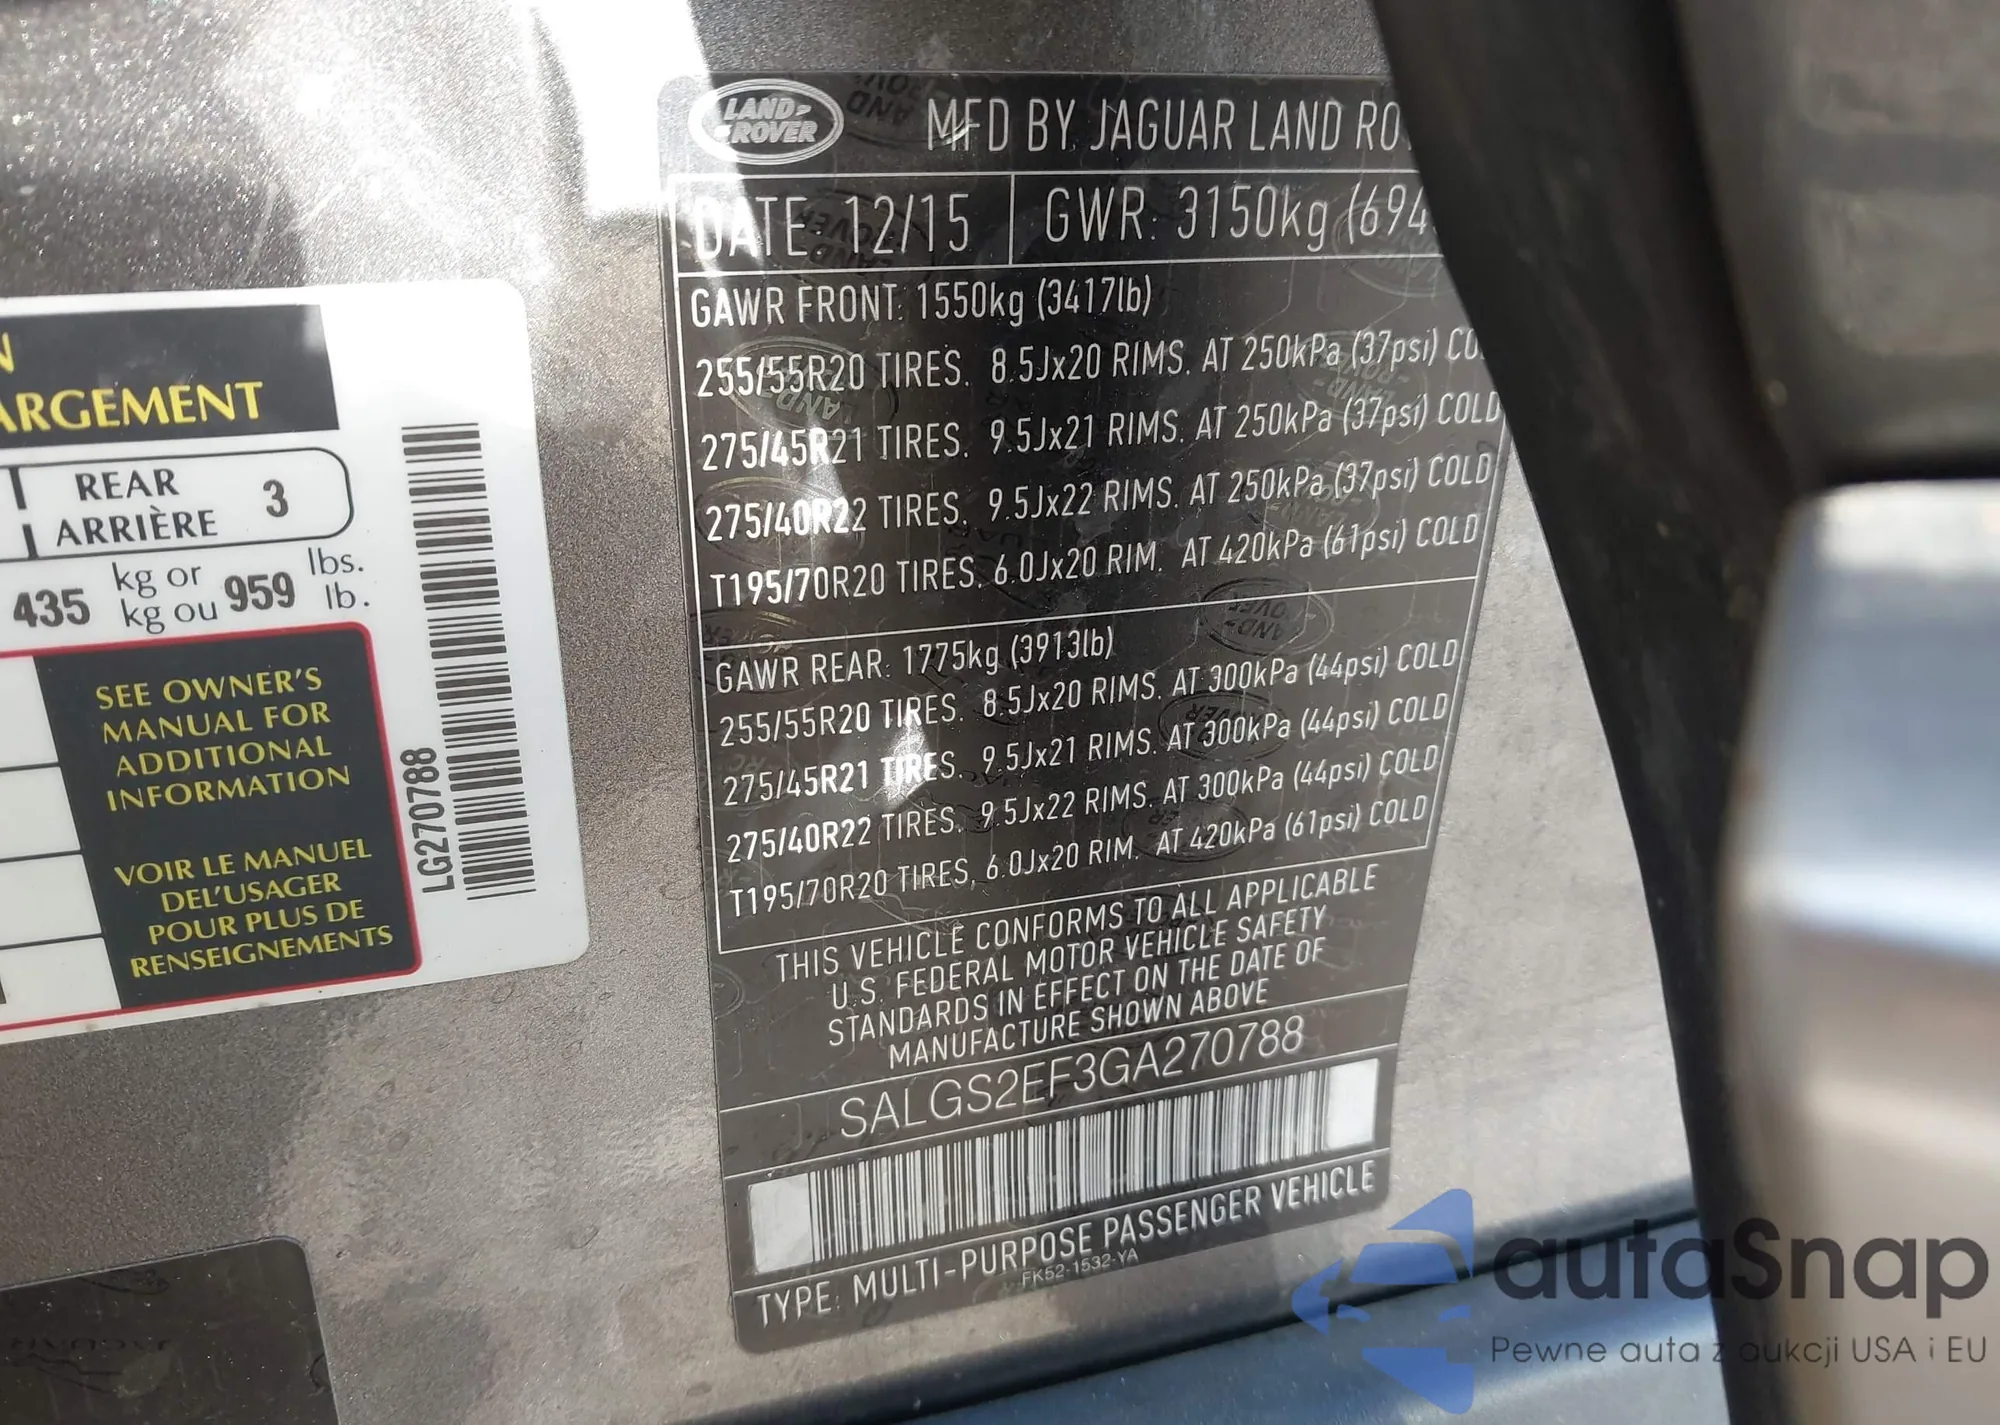 N
ARGEMENT
REAR
ARRIÈRE
3
435 kg or 959 lbs.
kg ou lb.
SEE OWNER'S
MANUAL FOR
ADDITIONAL
INFORMATION
VOIR LE MANUEL
DEL'USAGER
POUR PLUS DE
RENSEIGNEMENTS
LG270788
LAND ROVER
MFD BY JAGUAR LAND RO
DATE 12/15
GWR: 3150kg (694
GAWR FRONT: 1550kg (3417lb)
255/55R20 TIRES. 8.5Jx20 RIMS. AT 250kPa (37psi) CO
275/45R21 TIRES. 9.5Jx21 RIMS. AT 250kPa (37psi) COLD
275/40R22 TIRES. 9.5Jx22 RIMS. AT 250kPa (37psi) COLD
T195/70R20 TIRES. 6.0Jx20 RIM. AT 420kPa (61psi) COLD
GAWR REAR: 1775kg (3913lb)
255/55R20 TIRES. 8.5Jx20 RIMS. AT 300kPa (44psi) COLD
275/45R21 TIRES. 9.5Jx21 RIMS. AT 300kPa (44psi) COLD
275/40R22 TIRES. 9.5Jx22 RIMS. AT 300kPa (44psi) COLD
T195/70R20 TIRES, 6.0Jx20 RIM. AT 420kPa (61psi) COLD
THIS VEHICLE CONFORMS TO ALL APPLICABLE
U.S. FEDERAL MOTOR VEHICLE SAFETY
STANDARDS IN EFFECT ON THE DATE OF
MANUFACTURE SHOWN ABOVE
SALGS2EF3GA270788
TYPE: MULTI-PURPOSE PASSENGER VEHICLE
FK52-1532-YA
autaSnap
Pewne auta z aukcji USA i EU